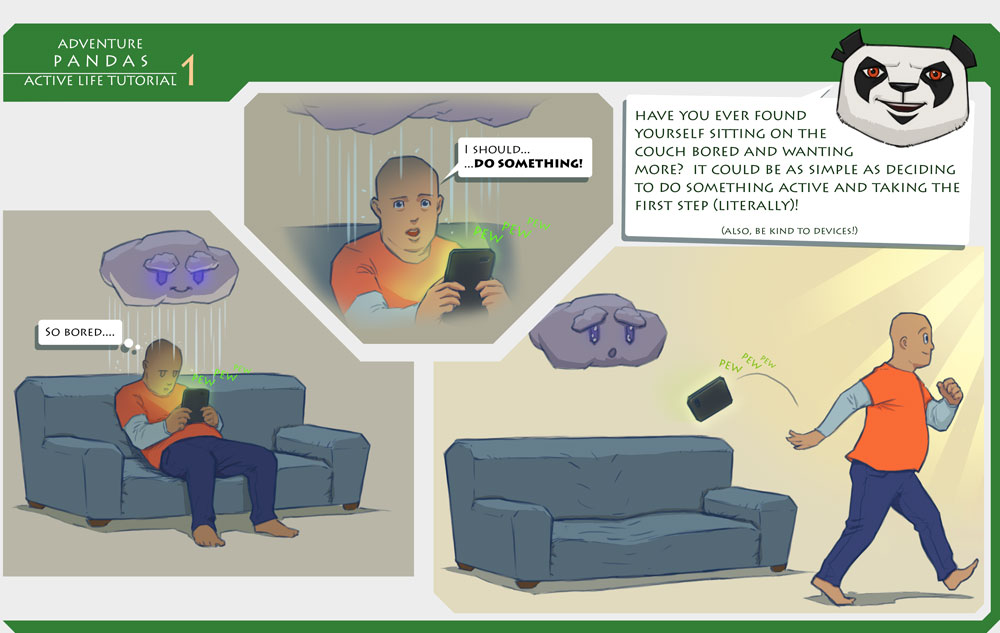 ADVENTURE
PANDAS
ACTIVE LIFE TUTORIAL 1
SO BORED....
PEW PEW PEW
I SHOULD...
...DO SOMETHING!
PEW PEW PEW
HAVE YOU EVER FOUND
YOURSELF SITTING ON THE
COUCH BORED AND WANTING
MORE? IT COULD BE AS SIMPLE AS DECIDING
TO DO SOMETHING ACTIVE AND TAKING THE
FIRST STEP (LITERALLY)!
(ALSO, BE KIND TO DEVICES!)
PEW PEW PEW